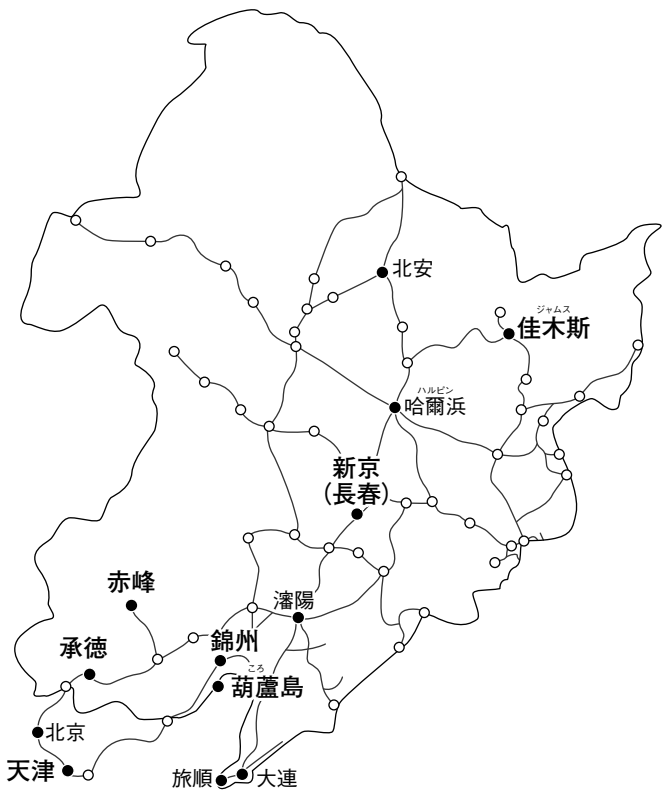 北安
ジャムス
佳木斯
ハルビン
哈爾浜
新京
(長春)
赤峰
瀋陽
錦州
承徳
ころ
葫蘆島
北京
天津
旅順
大連